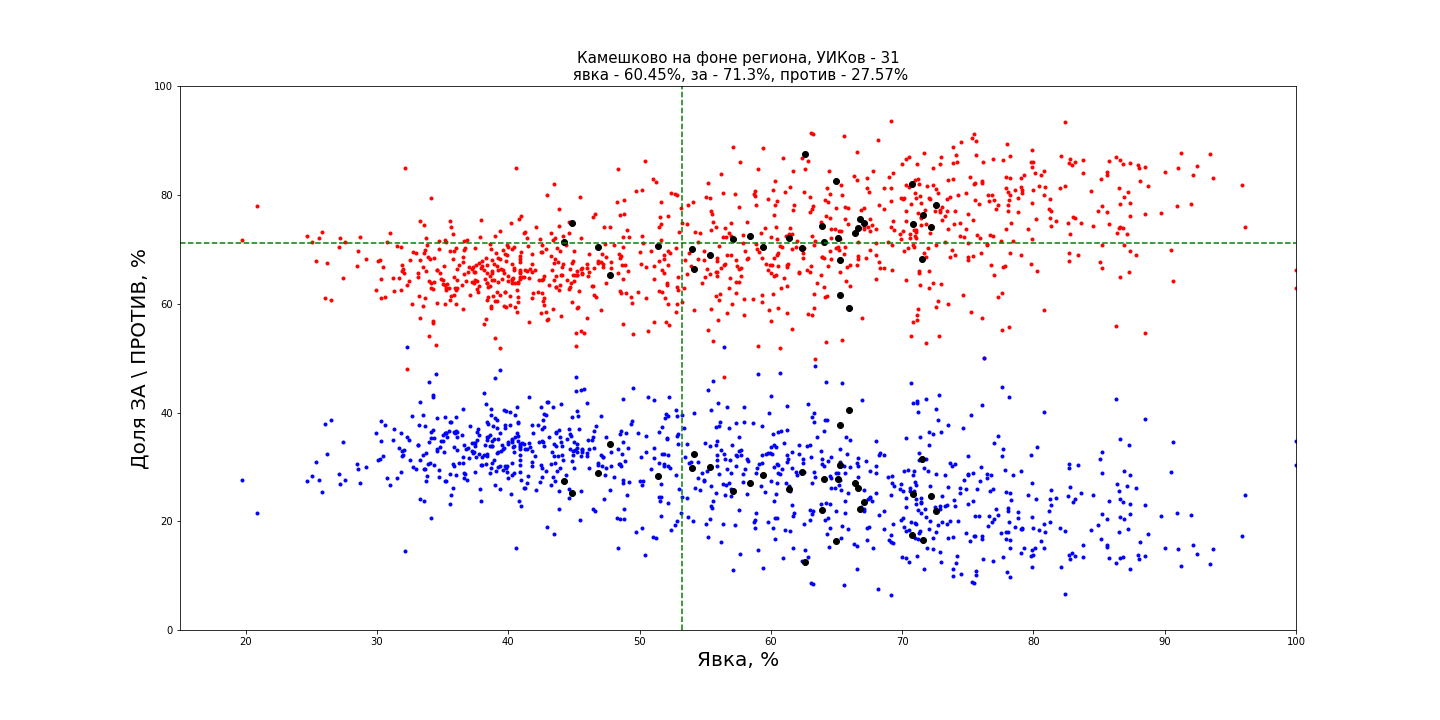 Камешково на фоне региона, УИКов - 31
явка - 60.45%, за - 71.3%, против - 27.57%
100
80
60
40
20
0
Доля ЗА \ ПРОТИВ, %
20 30 40 50 60 70 80 90 100
Явка, %